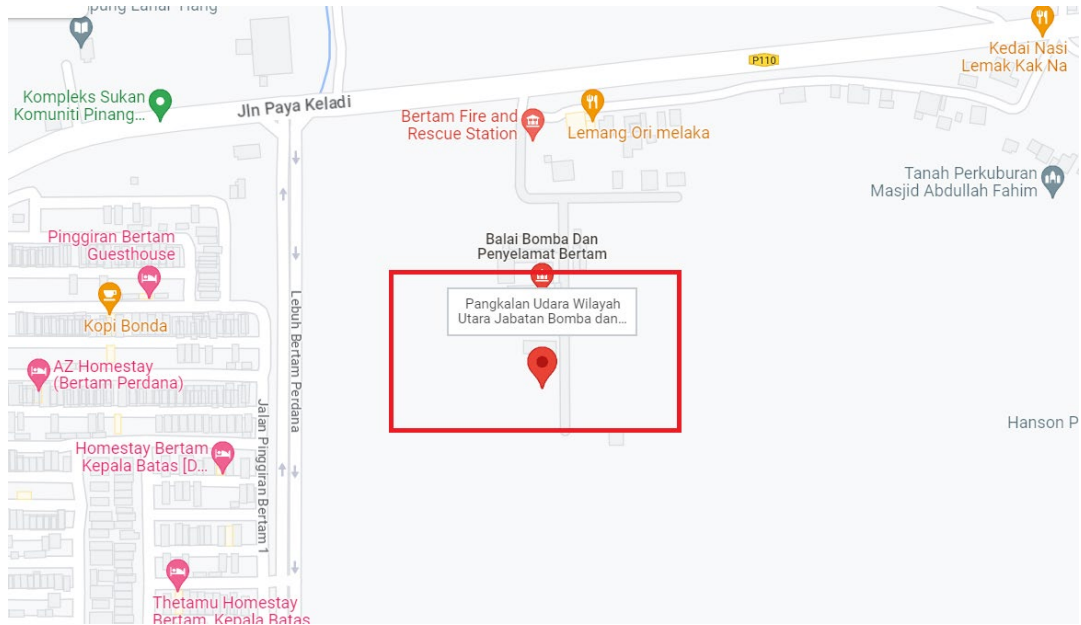 Kedai Nasi
Lemak Kak Na
P110
Kompleks Sukan
Komuniti Pinang...
Jln Paya Keladi
Bertam Fire and
Rescue Station
Lemang Ori melaka
Tanah Perkuburan
Masjid Abdullah Fahim
Pinggiran Bertam
Guesthouse
Balai Bomba Dan
Penyelamat Bertam
Pangkalan Udara Wilayah
Utara Jabatan Bomba dan...
Kopi Bonda
Lebuh Bertam Perdana
AZ Homestay
(Bertam Perdana)
Jalan Pinggiran Bertam 1
Hanson P
Homestay Bertam
Kepala Batas [D...
Thetamu Homestay
Bertam, Kepala Batas